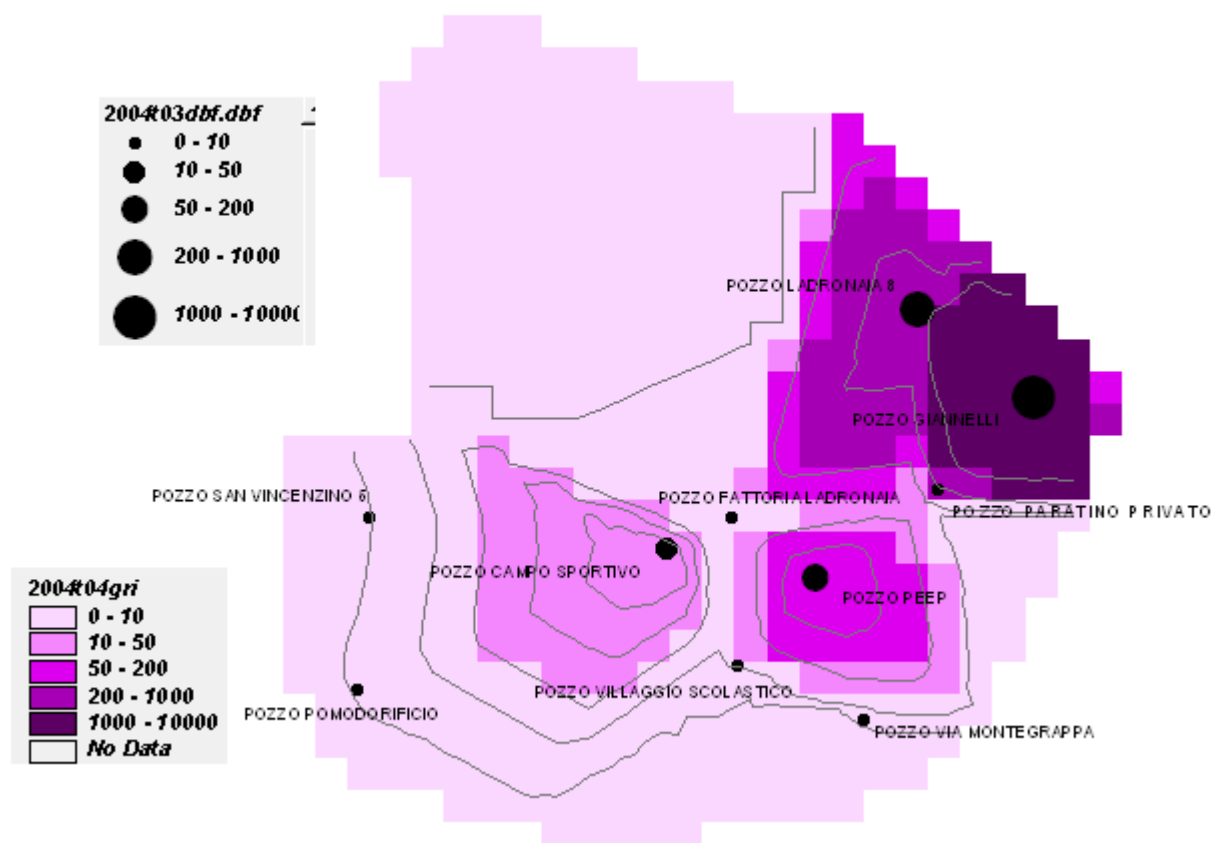 2004t03dbf.dbf
0 - 10
10 - 50
50 - 200
200 - 1000
1000 - 1000(
POZZO LADRONAIA 8
POZZO GIANNELLI
POZZO SAN VINCENZINO 6
POZZO FATTORIA LADRONAIA
POZZO PARATINO PRIVATO
POZZO CAMPO SPORTIVO
POZZO PEEP
POZZO VILLAGGIO SCOLASTICO
POZZO POMODORIFICIO
POZZO VIA MONTEGRAPPA
2004t04gri
0 - 10
10 - 50
50 - 200
200 - 1000
1000 - 10000
No Data